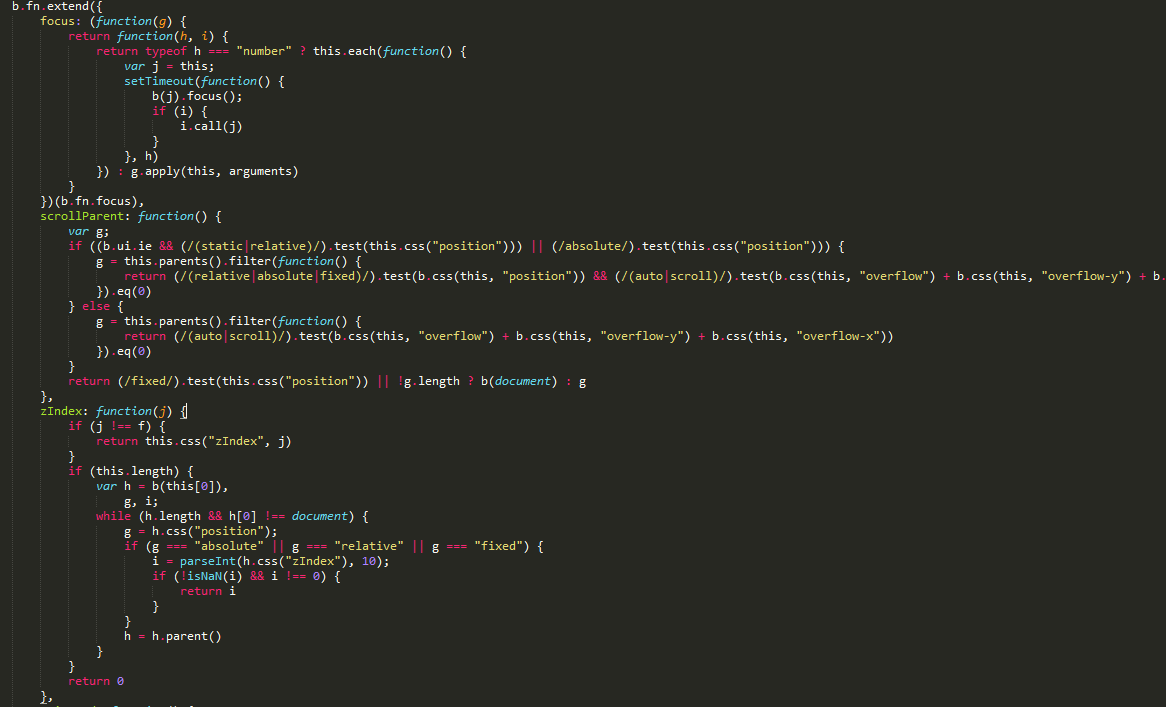 b.fn.extend({
focus: (function(g) {
return function(h, i) {
return typeof h === "number" ? this.each(function() {
var j = this;
setTimeout(function() {
b(j).focus();
if (i) {
i.call(j)
}
}, h)
}) : g.apply(this, arguments)
}
})(b.fn.focus),
scrollParent: function() {
var g;
if ((b.ui.ie && (/(static|relative)/).test(this.css("position"))) || (/absolute/).test(this.css("position"))) {
g = this.parents().filter(function() {
return (/(relative|absolute|fixed)/).test(b.css(this, "position")) && (/(auto|scroll)/).test(b.css(this, "overflow") + b.css(this, "overflow-y") + b.
}).eq(0)
} else {
g = this.parents().filter(function() {
return (/(auto|scroll)/).test(b.css(this, "overflow") + b.css(this, "overflow-y") + b.css(this, "overflow-x"))
}).eq(0)
}
return (/fixed/).test(this.css("position")) || !g.length ? b(document) : g
},
zIndex: function(j) {
if (j !== f) {
return this.css("zIndex", j)
}
if (this.length) {
var h = b(this[0]),
g, i;
while (h.length && h[0] !== document) {
g = h.css("position");
if (g === "absolute" || g === "relative" || g === "fixed") {
i = parseInt(h.css("zIndex"), 10);
if (!isNaN(i) && i !== 0) {
return i
}
}
h = h.parent()
}
}
return 0
},